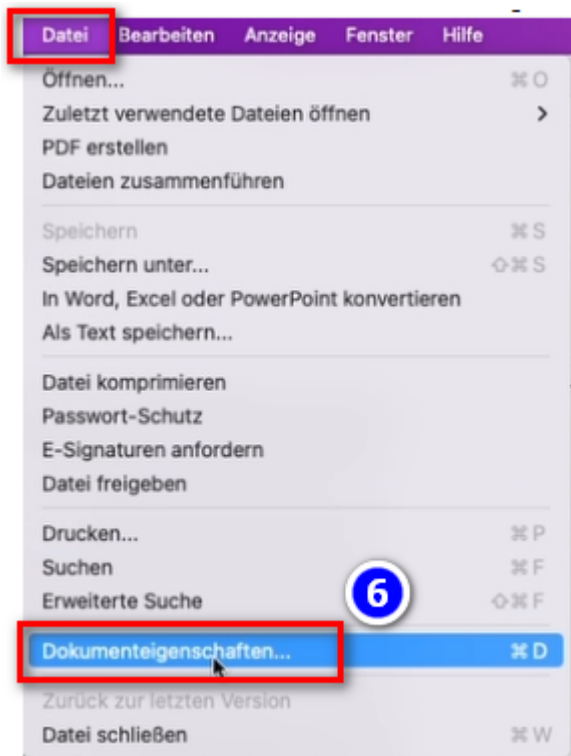 Datei Bearbeiten Anzeige Fenster Hilfe
Öffnen... ⌘ O
Zuletzt verwendete Dateien öffnen >
PDF erstellen
Dateien zusammenführen
Speichern ⌘ S
Speichern unter... ⇧⌘ S
In Word, Excel oder PowerPoint konvertieren
Als Text speichern...
Datei komprimieren
Passwort-Schutz
E-Signaturen anfordern
Datei freigeben
Drucken... ⌘ P
Suchen ⌘ F
Erweiterte Suche ⇧⌘ F
6
Dokumenteigenschaften... ⌘ D
Zurück zur letzten Version
Datei schließen ⌘ W